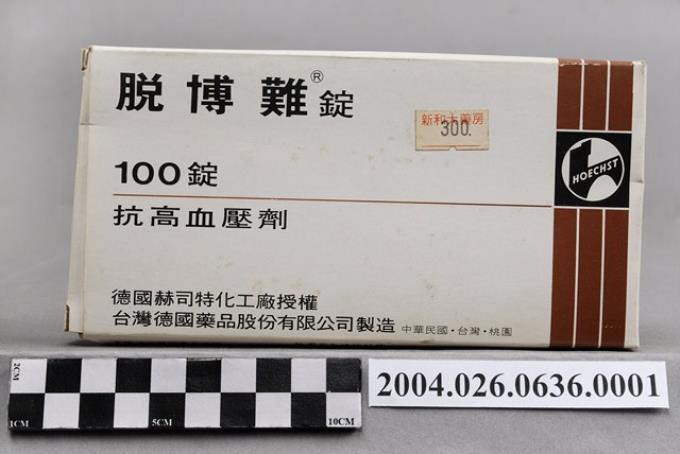 脱博難®錠
新和大藥房
300.
100錠
HOECHST
抗高血壓劑
德國赫司特化工廠授權
台灣德國藥品股份有限公司製造 中華民國·台灣·桃園
2CM
1CM 5CM 10CM
2004.026.0636.0001